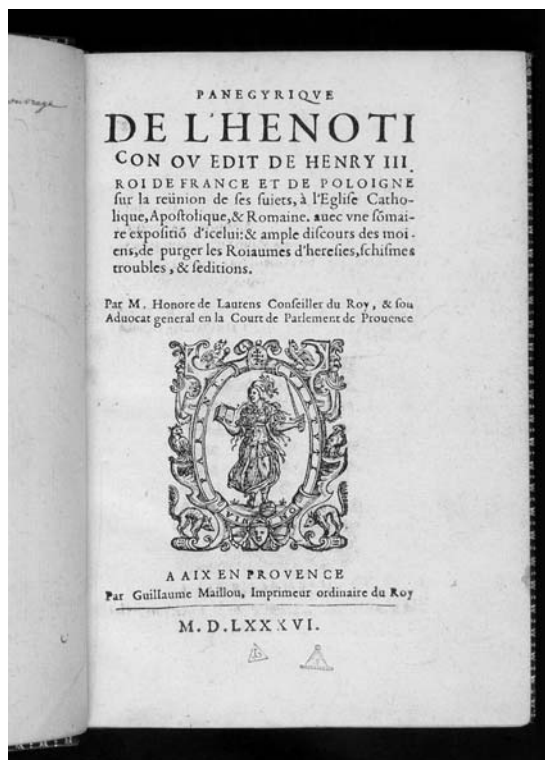 PANEGYRIQVE
DE L'HENOTI
CON OV EDIT DE HENRY III.
ROI DE FRANCE ET DE POLOIGNE
ſur la reünion de ſes ſuiets, à l'Egliſe Catho-
lique, Apoſtolique, & Romaine. auec vne ſõmai-
re expoſitiõ d'icelui: & ample diſcours des moi-
ens, de purger les Roiaumes d'hereſies, ſchiſmes
troubles, & ſeditions.
Par M. Honore de Laurens Conſeiller du Roy, & ſon
Aduocat general en la Court de Parlement de Prouence
A AIX EN PROVENCE
Par Guillaume Maillou, Imprimeur ordinaire du Roy
M. D. LXXXVI.